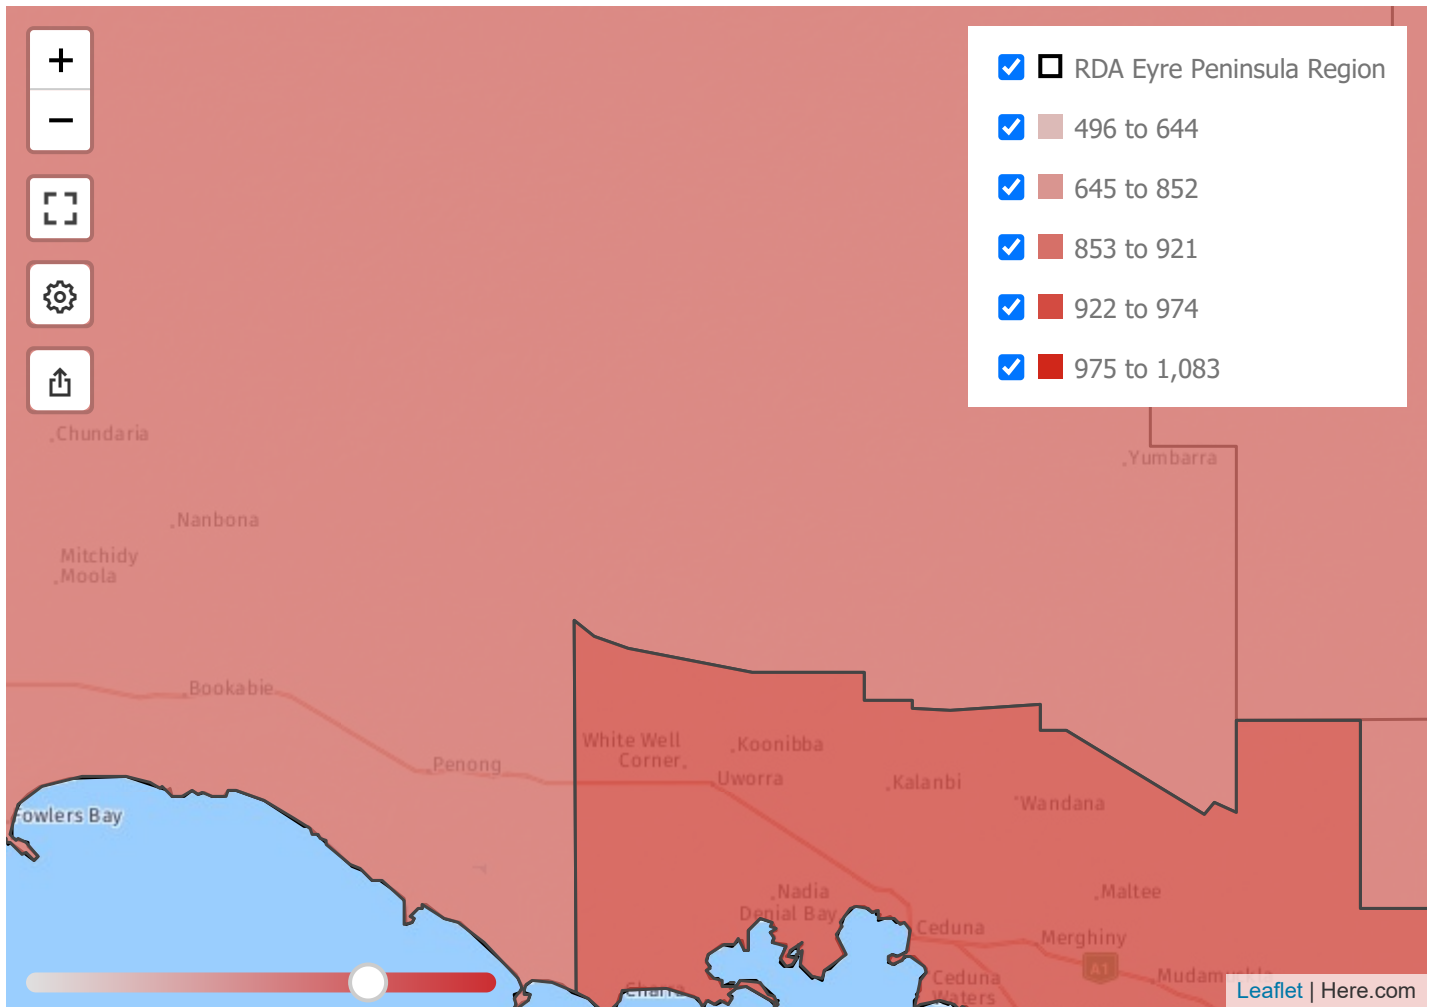 +
−
RDA Eyre Peninsula Region
496 to 644
645 to 852
853 to 921
922 to 974
975 to 1,083
Chundaria
Yumbarra
Nanbona
Mitchidy
Moola
Bookabie
White Well
Corner
Koonibba
Penong
Uworra
Kalanbi
Wandana
Fowlers Bay
Nadia
Maltee
Denial Bay
Ceduna
Merghiny
A1
Mudamuckla
Ceduna
Waters
Charra
Leaflet | Here.com